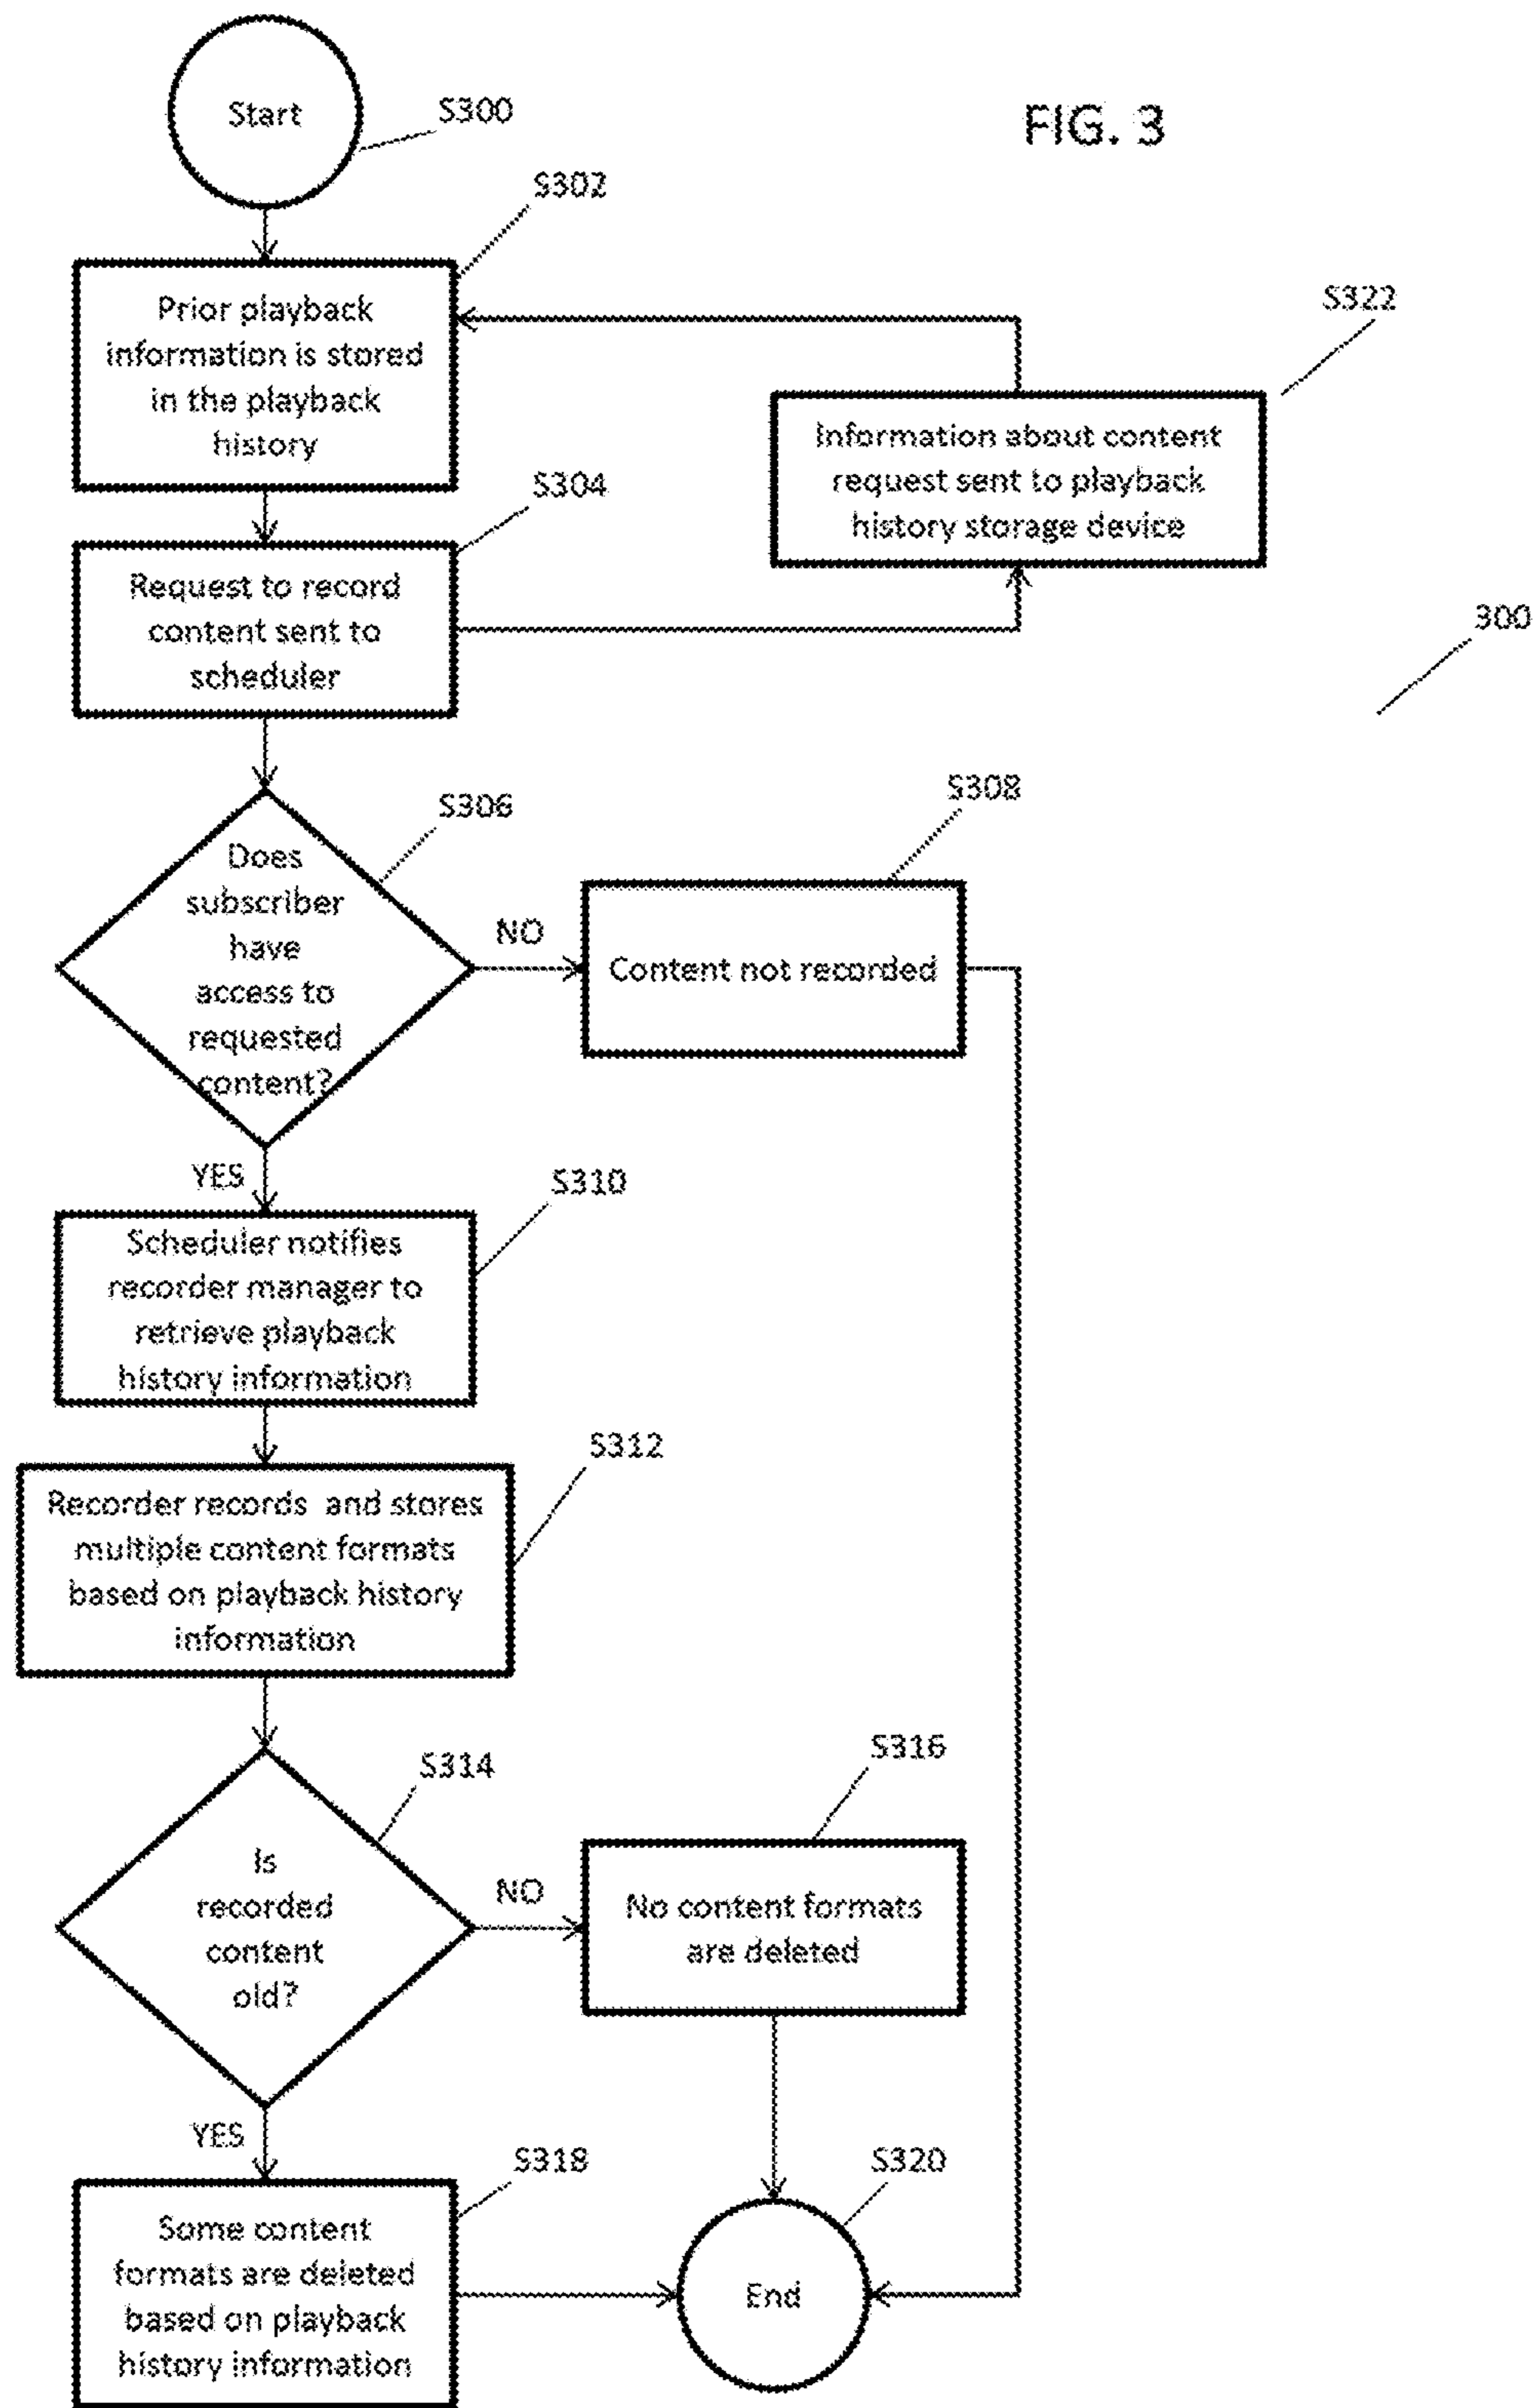 Start
S300
FIG. 3
S302
Prior playback
information is stored
in the playback
history
S322
Information about content
request sent to playback
history storage device
S304
Request to record
content sent to
scheduler
300
S306
Does
subscriber
have
access to
requested
content?
NO
S308
Content not recorded
YES
S310
Scheduler notifies
recorder manager to
retrieve playback
history information
S312
Recorder records and stores
multiple content formats
based on playback history
information
S314
Is
recorded
content
old?
NO
S316
No content formats
are deleted
YES
S318
Some content
formats are deleted
based on playback
history information
S320
End